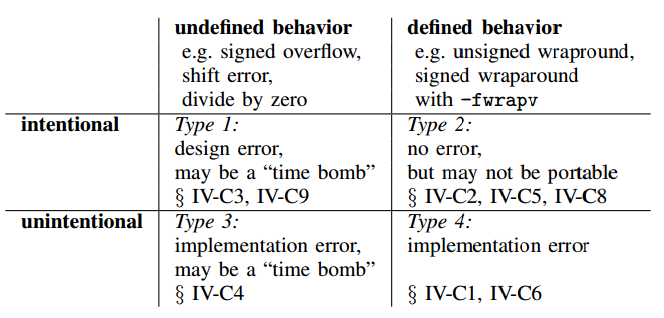 undefined behavior defined behavior
e.g. signed overflow, e.g. unsigned wrapround,
shift error, signed wraparound
divide by zero with -fwrapv
intentional Type 1: Type 2:
design error, no error,
may be a “time bomb” but may not be portable
§ IV-C3, IV-C9 § IV-C2, IV-C5, IV-C8
unintentional Type 3: Type 4:
implementation error, implementation error
may be a “time bomb”
§ IV-C4 § IV-C1, IV-C6